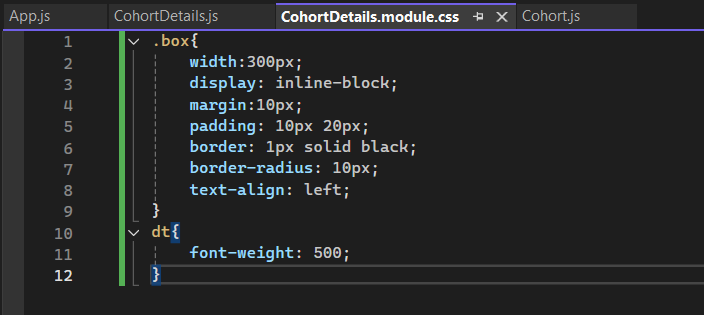 App.js CohortDetails.js CohortDetails.module.css Cohort.js
1 .box{
2 width:300px;
3 display: inline-block;
4 margin:10px;
5 padding: 10px 20px;
6 border: 1px solid black;
7 border-radius: 10px;
8 text-align: left;
9 }
10 dt{
11 font-weight: 500;
12 }